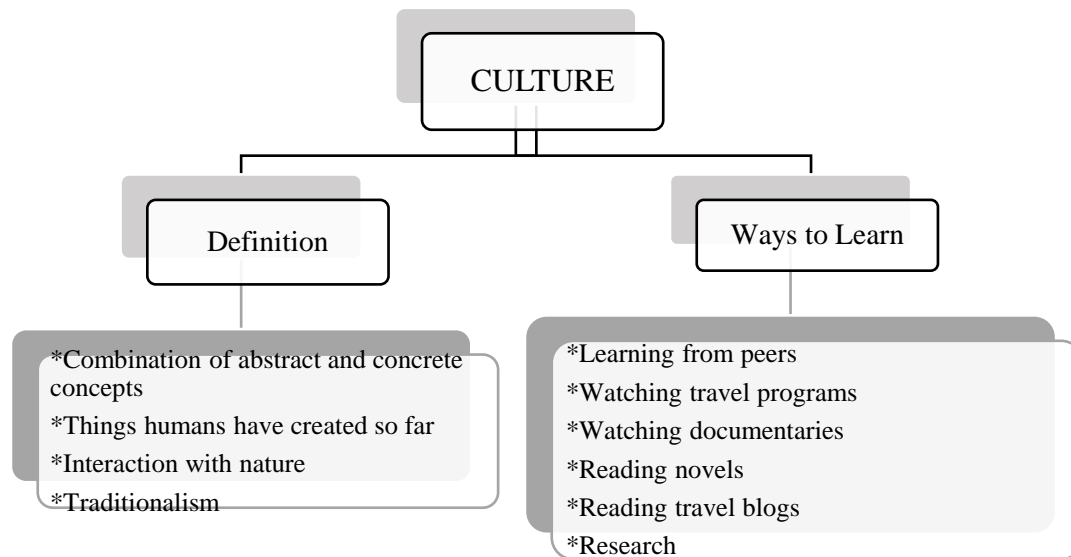 CULTURE
Definition
Ways to Learn
*Combination of abstract and concrete
concepts
*Things humans have created so far
*Interaction with nature
*Traditionalism
*Learning from peers
*Watching travel programs
*Watching documentaries
*Reading novels
*Reading travel blogs
*Research